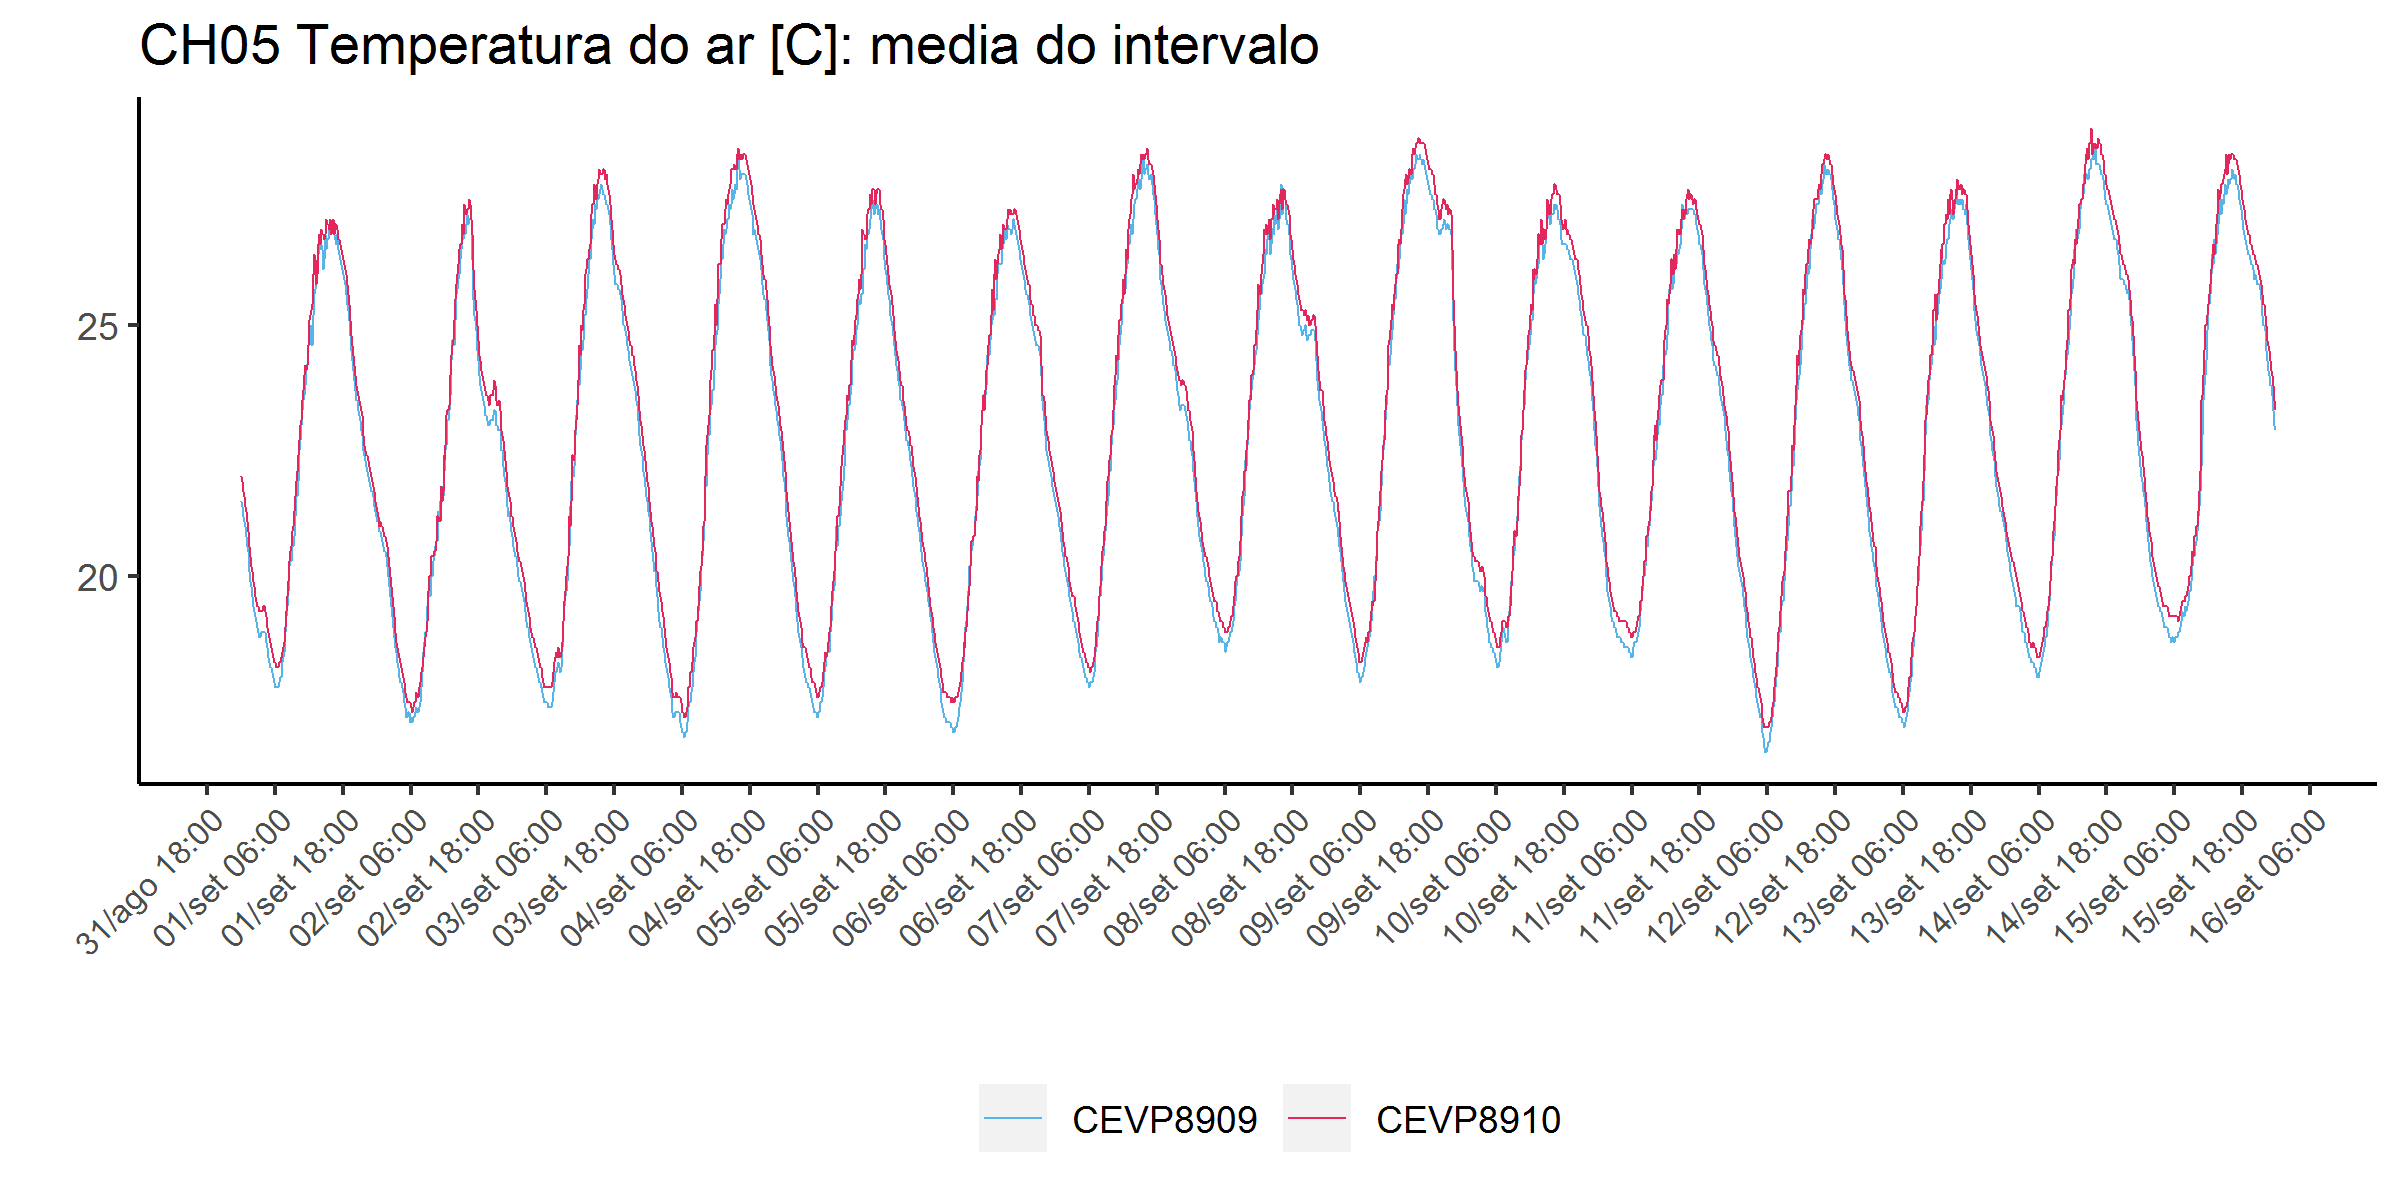 CH05 Temperatura do ar [C]: media do intervalo
25
20
31/ago 18:00
01/set 06:00
01/set 18:00
02/set 06:00
02/set 18:00
03/set 06:00
03/set 18:00
04/set 06:00
04/set 18:00
05/set 06:00
05/set 18:00
06/set 06:00
06/set 18:00
07/set 06:00
07/set 18:00
08/set 06:00
08/set 18:00
09/set 06:00
09/set 18:00
10/set 06:00
10/set 18:00
11/set 06:00
11/set 18:00
12/set 06:00
12/set 18:00
13/set 06:00
13/set 18:00
14/set 06:00
14/set 18:00
15/set 06:00
15/set 18:00
16/set 06:00
CEVP8909 CEVP8910